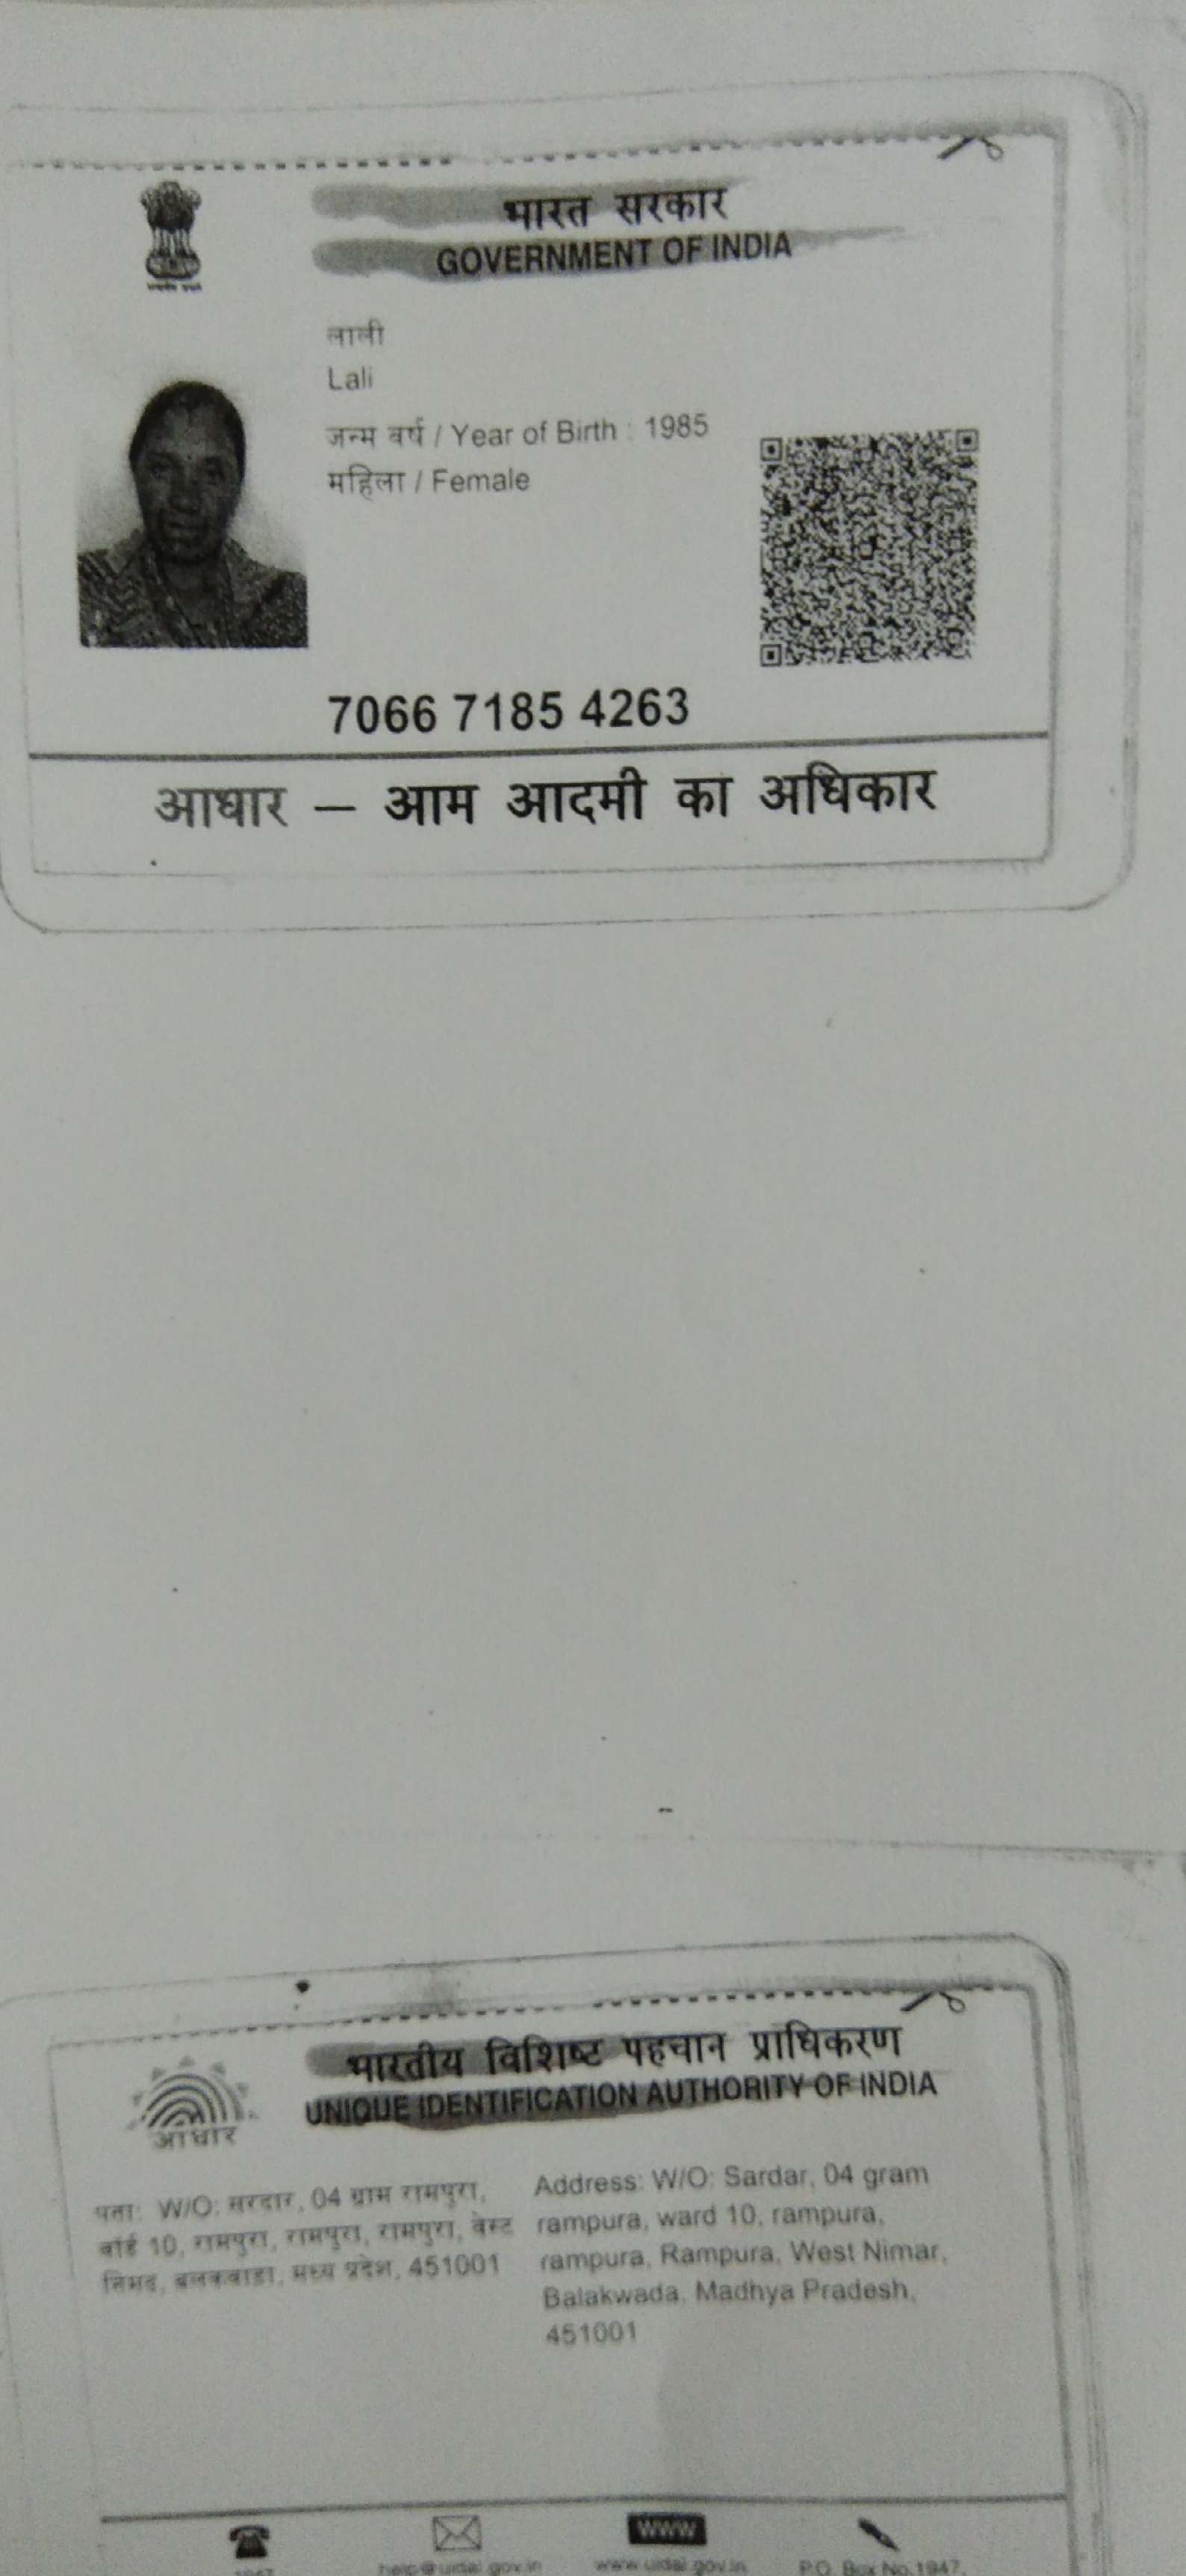 भारत सरकार
GOVERNMENT OF INDIA
लाली
Lali
जन्म वर्ष / Year of Birth : 1985
महिला / Female
7066 7185 4263
आधार – आम आदमी का अधिकार
भारतीय विशिष्ट पहचान प्राधिकरण
UNIQUE IDENTIFICATION AUTHORITY OF INDIA
आधार
पता: W/O: सरदार, 04 ग्राम रामपुरा,
वॉर्ड 10, रामपुरा, रामपुरा, रामपुरा, वेस्ट
निमर, बलकवाडा, मध्य प्रदेश, 451001
Address: W/O: Sardar, 04 gram
rampura, ward 10, rampura,
rampura, Rampura, West Nimar,
Balakwada, Madhya Pradesh,
451001
www
1947
help@uidai.gov.in
www.uidai.gov.in
P.O. Box No.1947,